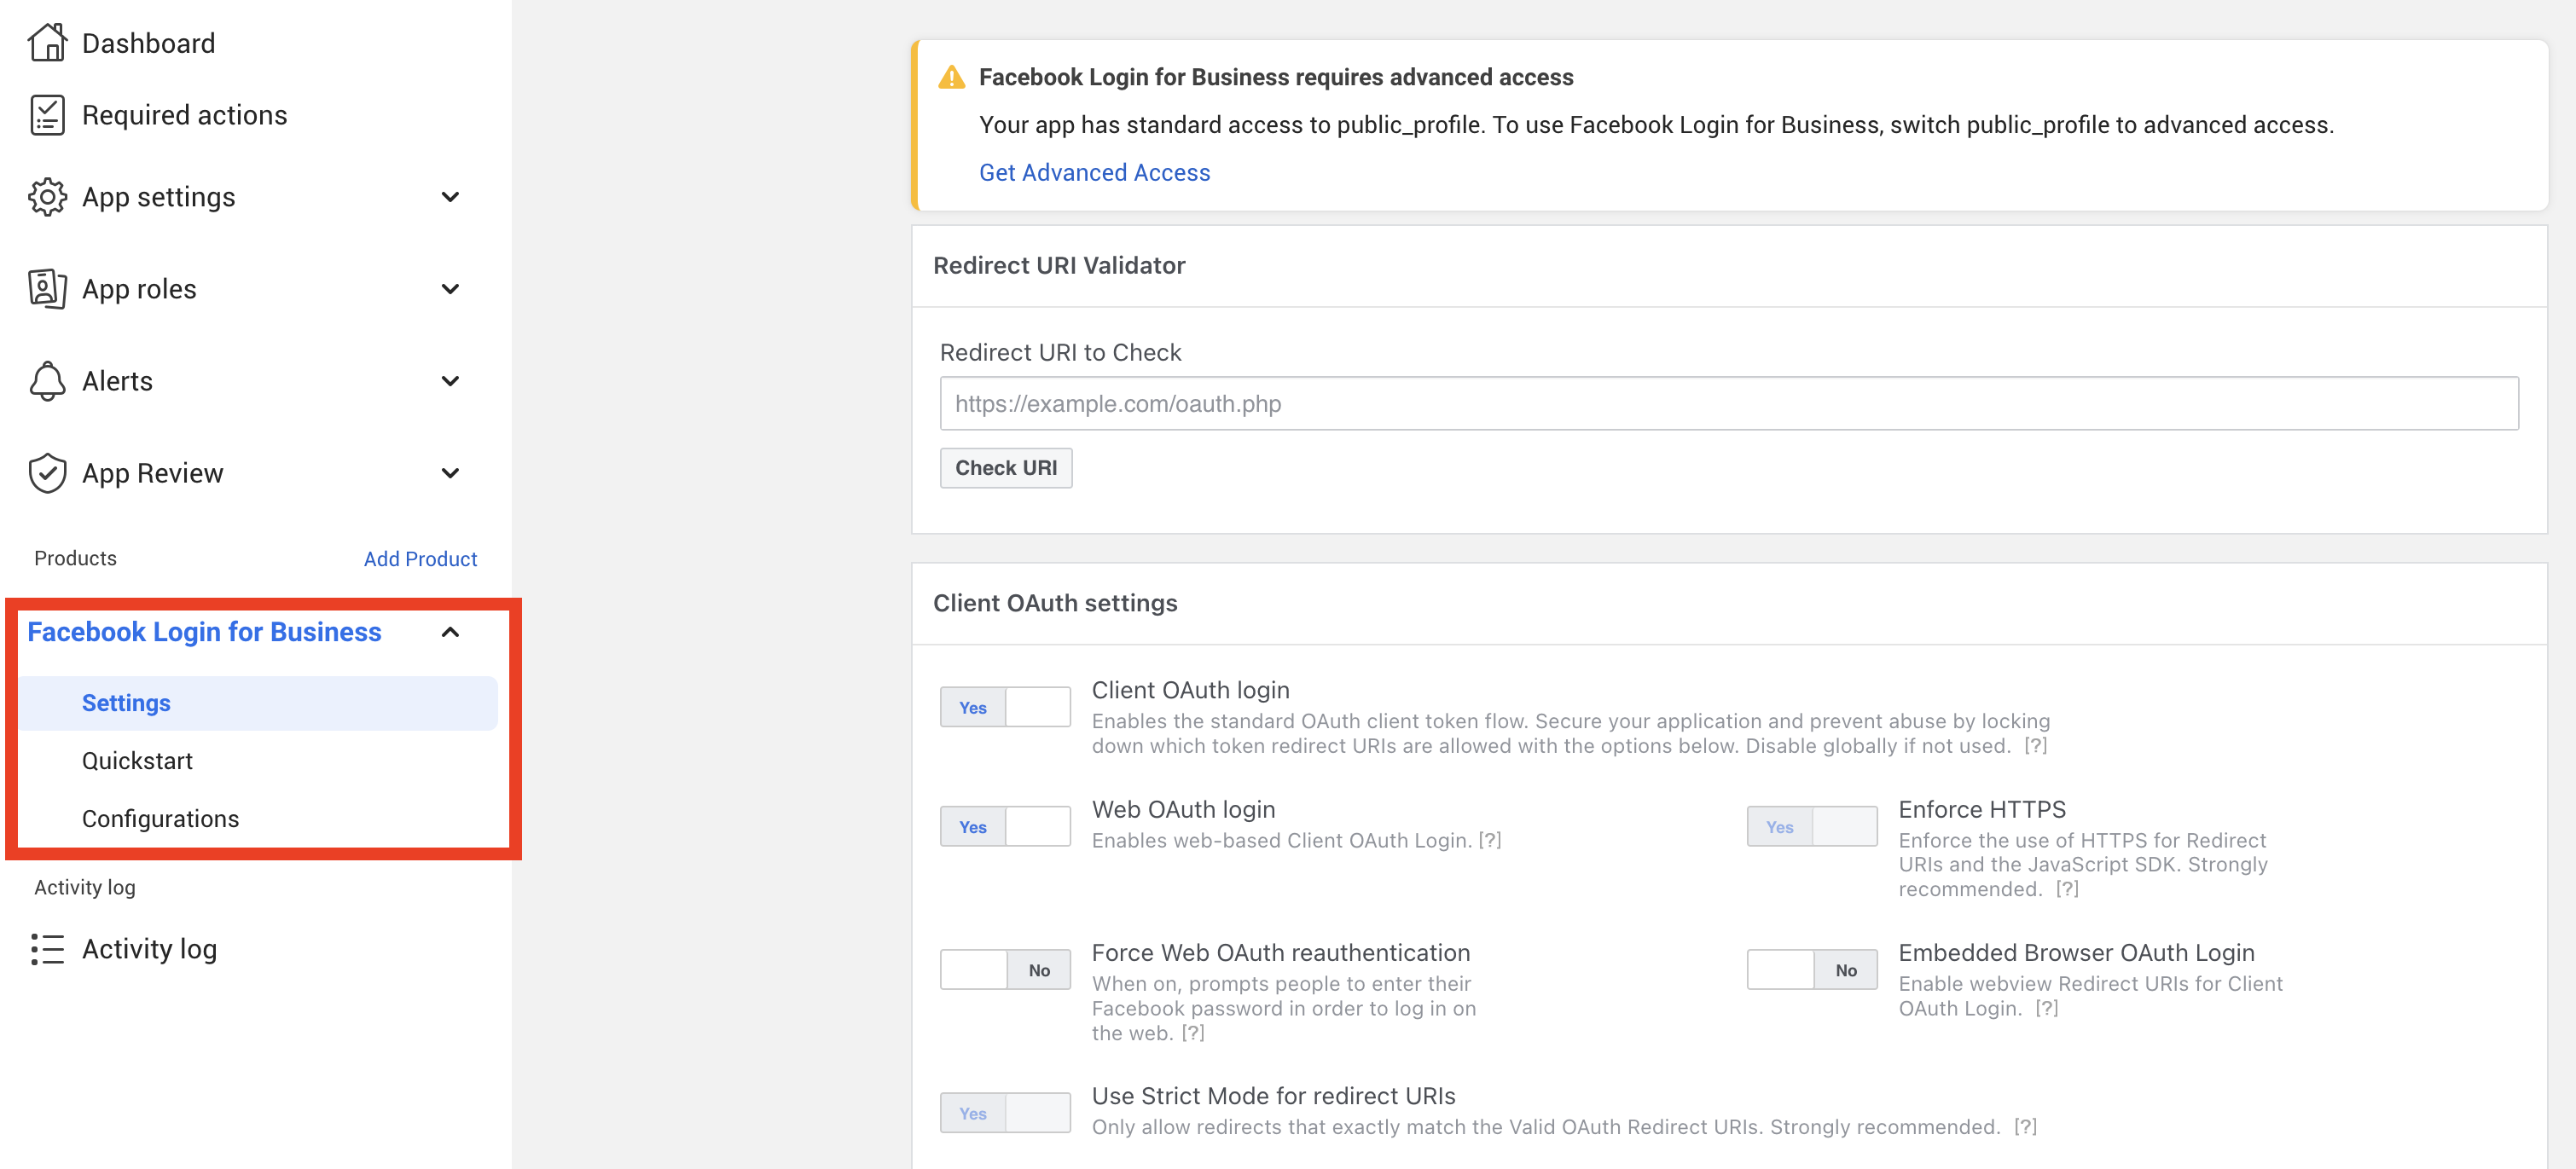 Dashboard
Required actions
App settings
App roles
Alerts
App Review
Products
Add Product
Facebook Login for Business
Settings
Quickstart
Configurations
Activity log
Activity log
Facebook Login for Business requires advanced access
Your app has standard access to public_profile. To use Facebook Login for Business, switch public_profile to advanced access.
Get Advanced Access
Redirect URI Validator
Redirect URI to Check
https://example.com/oauth.php
Check URI
Client OAuth settings
Yes
Client OAuth login
Enables the standard OAuth client token flow. Secure your application and prevent abuse by locking
down which token redirect URIs are allowed with the options below. Disable globally if not used. [?]
Yes
Web OAuth login
Enables web-based Client OAuth Login. [?]
Yes
Enforce HTTPS
Enforce the use of HTTPS for Redirect
URIs and the JavaScript SDK. Strongly
recommended. [?]
No
Force Web OAuth reauthentication
When on, prompts people to enter their
Facebook password in order to log in on
the web. [?]
No
Embedded Browser OAuth Login
Enable webview Redirect URIs for Client
OAuth Login. [?]
Yes
Use Strict Mode for redirect URIs
Only allow redirects that exactly match the Valid OAuth Redirect URIs. Strongly recommended. [?]